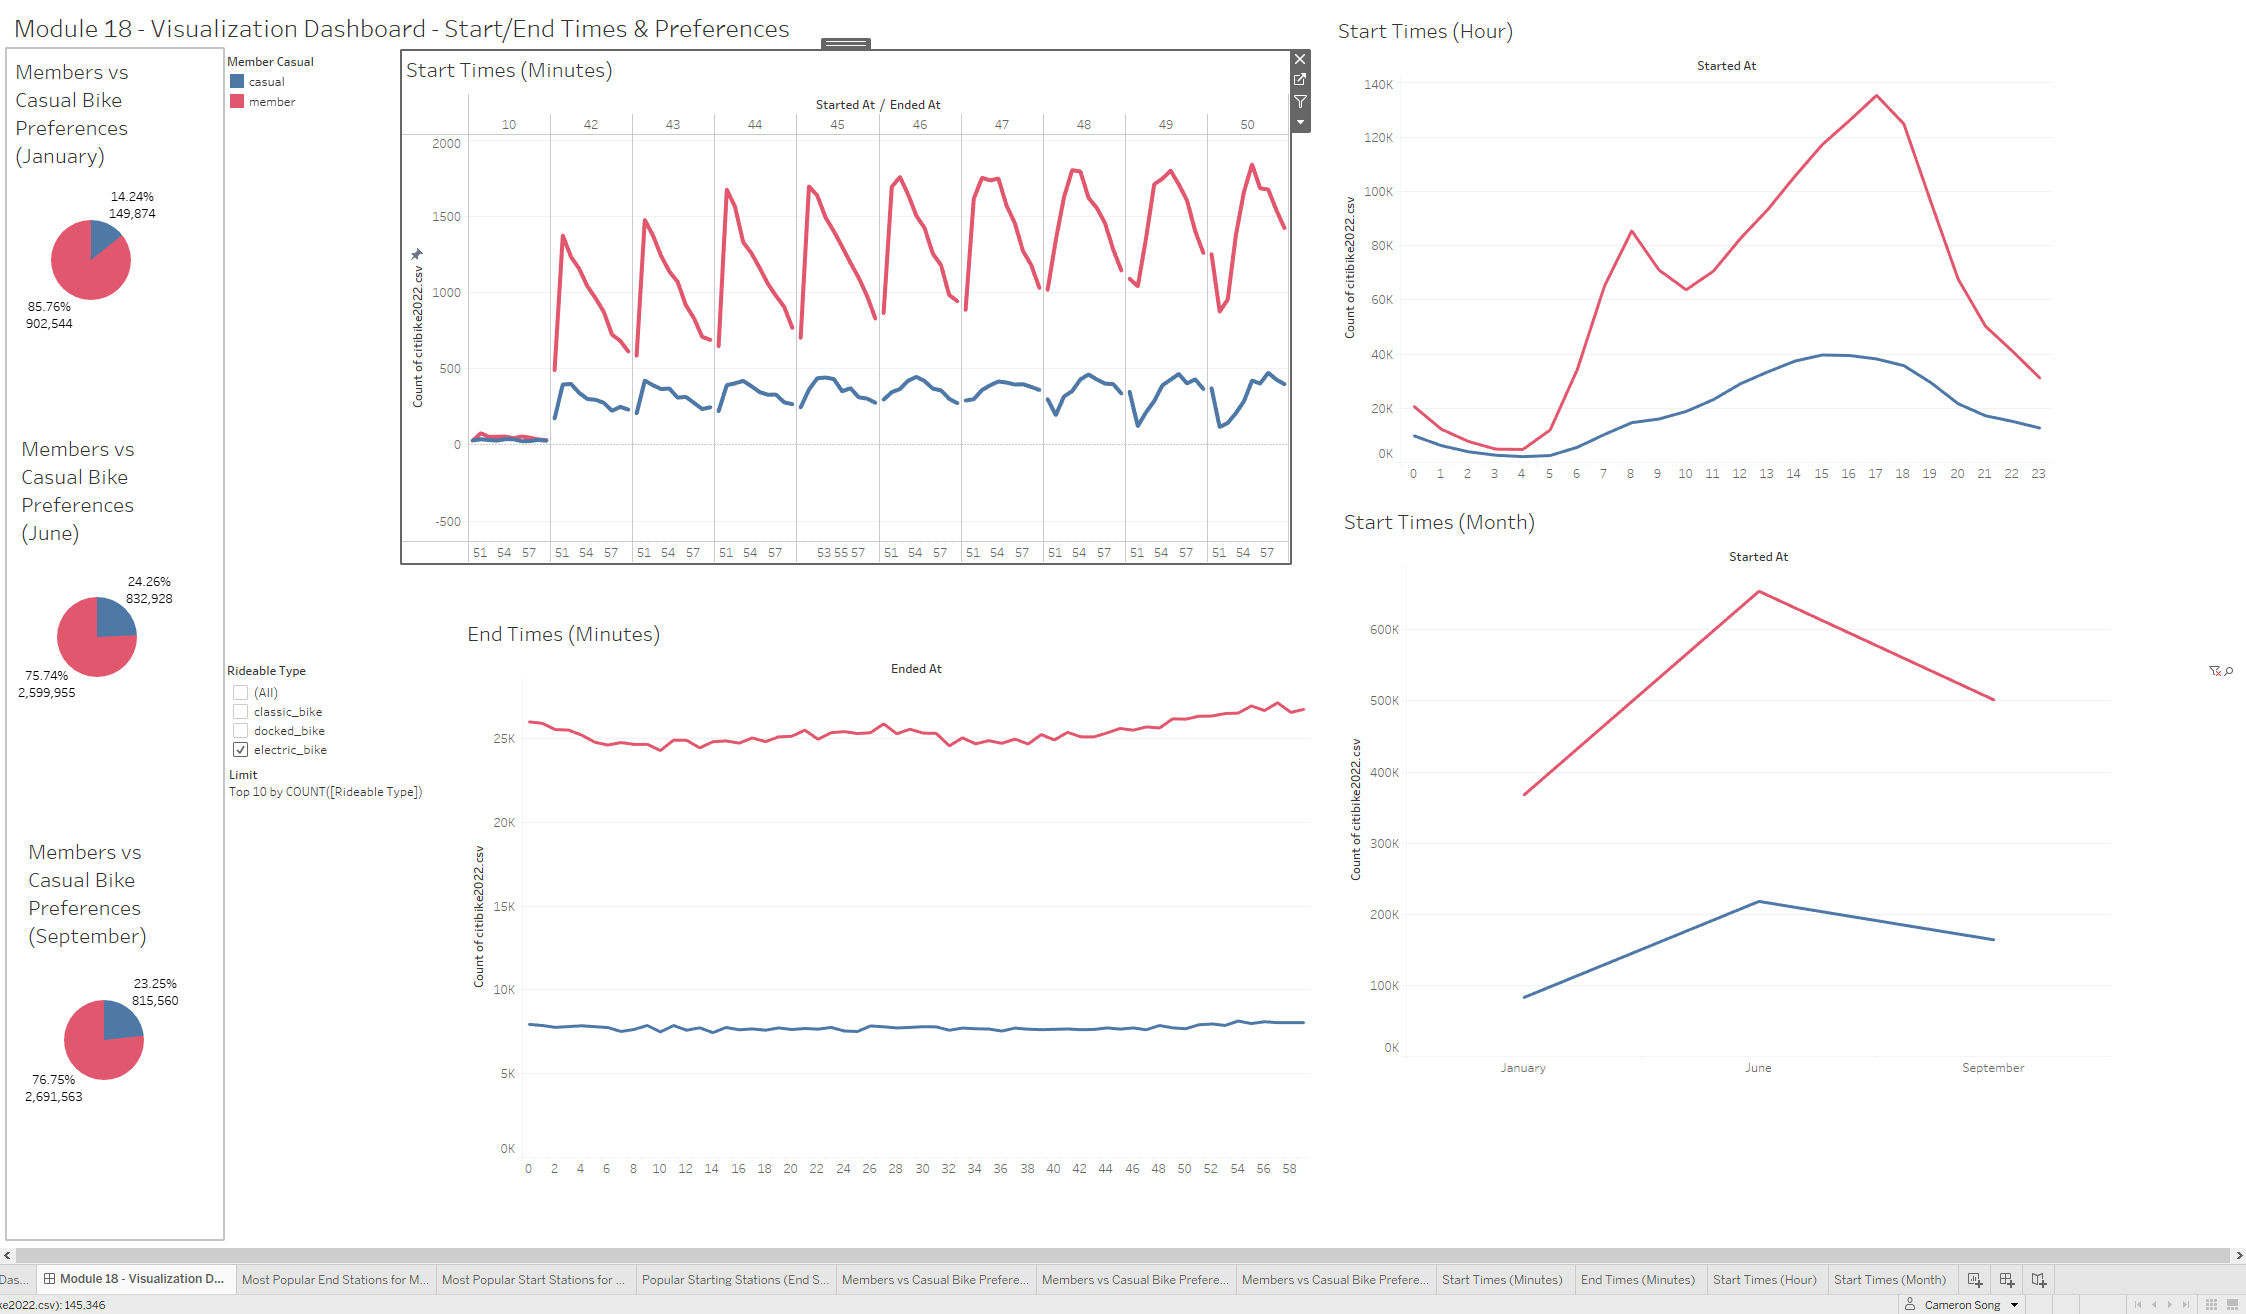 Module 18 - Visualization Dashboard - Start/End Times & Preferences
Members vs
Casual Bike
Preferences
(January)
14.24%
149,874
85.76%
902,544
Members vs
Casual Bike
Preferences
(June)
24.26%
832,928
75.74%
2,599,955
Members vs
Casual Bike
Preferences
(September)
23.25%
815,560
76.75%
2,691,563
Member Casual
casual
member
Rideable Type
(All)
classic_bike
docked_bike
electric_bike
Limit
Top 10 by COUNT([Rideable Type])
Start Times (Minutes)
Started At / Ended At
10 42 43 44 45 46 47 48 49 50
Count of citibike2022.csv
2000
1500
1000
500
0
-500
51 54 57 51 54 57 51 54 57 51 54 57 53 55 57 51 54 57 51 54 57 51 54 57 51 54 57 51 54 57
End Times (Minutes)
Ended At
Count of citibike2022.csv
25K
20K
15K
10K
5K
0K
0 2 4 6 8 10 12 14 16 18 20 22 24 26 28 30 32 34 36 38 40 42 44 46 48 50 52 54 56 58
Start Times (Hour)
Started At
Count of citibike2022.csv
140K
120K
100K
80K
60K
40K
20K
0K
0 1 2 3 4 5 6 7 8 9 10 11 12 13 14 15 16 17 18 19 20 21 22 23
Start Times (Month)
Started At
Count of citibike2022.csv
600K
500K
400K
300K
200K
100K
0K
January June September
Das... Module 18 - Visualization D... Most Popular End Stations for M... Most Popular Start Stations for ... Popular Starting Stations (End S... Members vs Casual Bike Prefere... Members vs Casual Bike Prefere... Members vs Casual Bike Prefere... Start Times (Minutes) End Times (Minutes) Start Times (Hour) Start Times (Month)
ke2022.csv): 145,346
Cameron Song